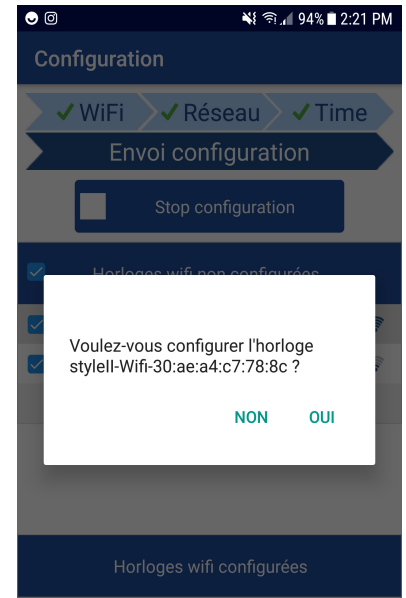 94% 2:21 PM
Configuration
WiFi Réseau Time
Envoi configuration
Stop configuration
Horloges wifi non configurées
Voulez-vous configurer l'horloge
styleII-Wifi-30:ae:a4:c7:78:8c ?
NON OUI
Horloges wifi configurées